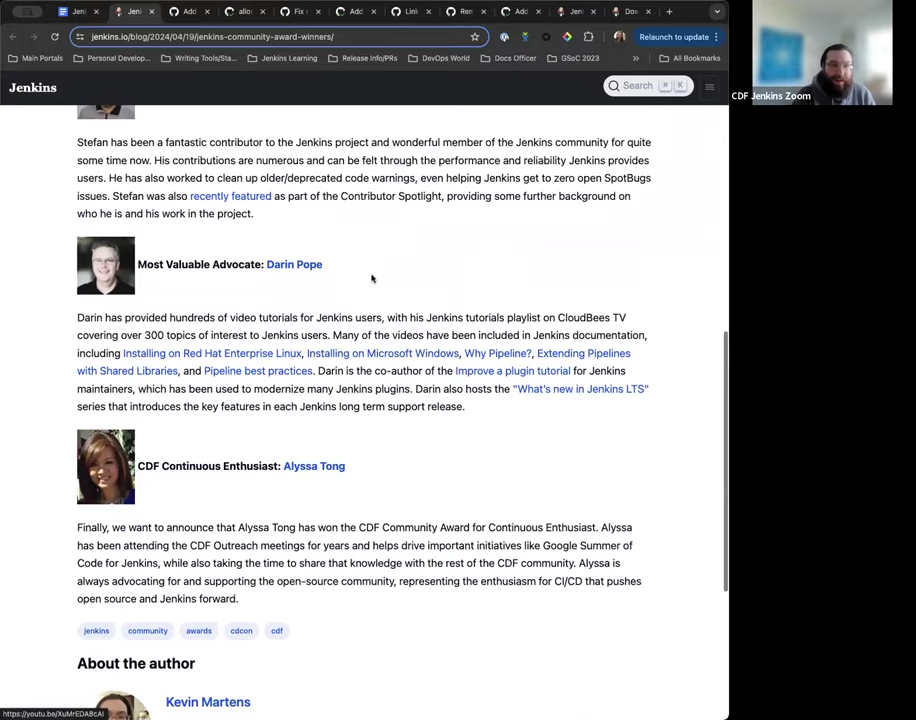 Jen
Jenk
Add
allo
Fix
Add
Link
Rem
Add
Jeni
Dow
jenkins.io/blog/2024/04/19/jenkins-community-award-winners/
Relaunch to update
Main Portals
Personal Develop...
Writing Tools/Sta...
Jenkins Learning
Release Info/PRs
DevOps World
Docs Officer
GSoC 2023
»
All Bookmarks
Jenkins
Search ⌘ K
CDF Jenkins Zoom
Stefan has been a fantastic contributor to the Jenkins project and wonderful member of the Jenkins community for quite
some time now. His contributions are numerous and can be felt through the performance and reliability Jenkins provides
users. He has also worked to clean up older/deprecated code warnings, even helping Jenkins get to zero open SpotBugs
issues. Stefan was also recently featured as part of the Contributor Spotlight, providing some further background on
who he is and his work in the project.
Most Valuable Advocate: Darin Pope
Darin has provided hundreds of video tutorials for Jenkins users, with his Jenkins tutorials playlist on CloudBees TV
covering over 300 topics of interest to Jenkins users. Many of the videos have been included in Jenkins documentation,
including Installing on Red Hat Enterprise Linux, Installing on Microsoft Windows, Why Pipeline?, Extending Pipelines
with Shared Libraries, and Pipeline best practices. Darin is the co-author of the Improve a plugin tutorial for Jenkins
maintainers, which has been used to modernize many Jenkins plugins. Darin also hosts the "What's new in Jenkins LTS"
series that introduces the key features in each Jenkins long term support release.
CDF Continuous Enthusiast: Alyssa Tong
Finally, we want to announce that Alyssa Tong has won the CDF Community Award for Continuous Enthusiast. Alyssa
has been attending the CDF Outreach meetings for years and helps drive important initiatives like Google Summer of
Code for Jenkins, while also taking the time to share that knowledge with the rest of the CDF community. Alyssa is
always advocating for and supporting the open-source community, representing the enthusiasm for CI/CD that pushes
open source and Jenkins forward.
jenkins
community
awards
cdcon
cdf
About the author
Kevin Martens